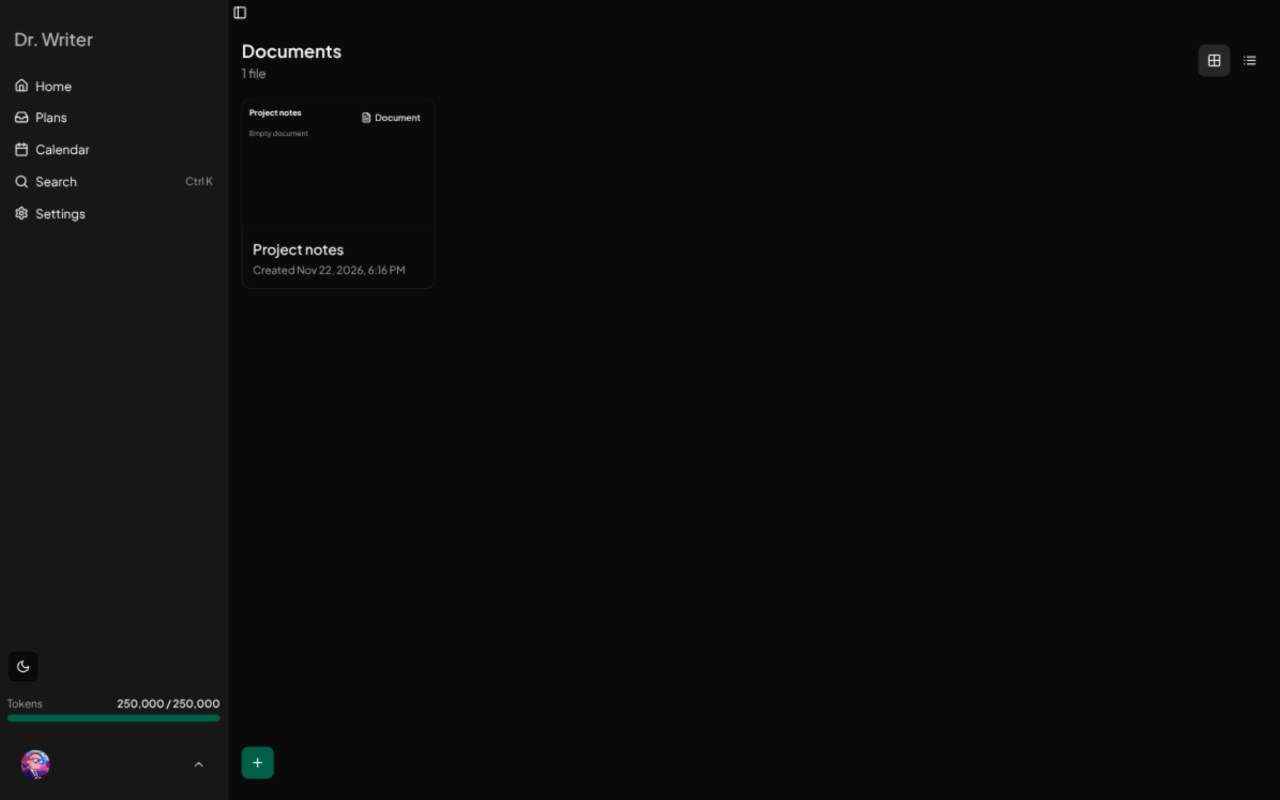 Dr. Writer
Home
Plans
Calendar
Search Ctrl K
Settings
Tokens 250,000 / 250,000
Documents
1 file
Project notes
Document
Empty document
Project notes
Created Nov 22, 2026, 6:16 PM